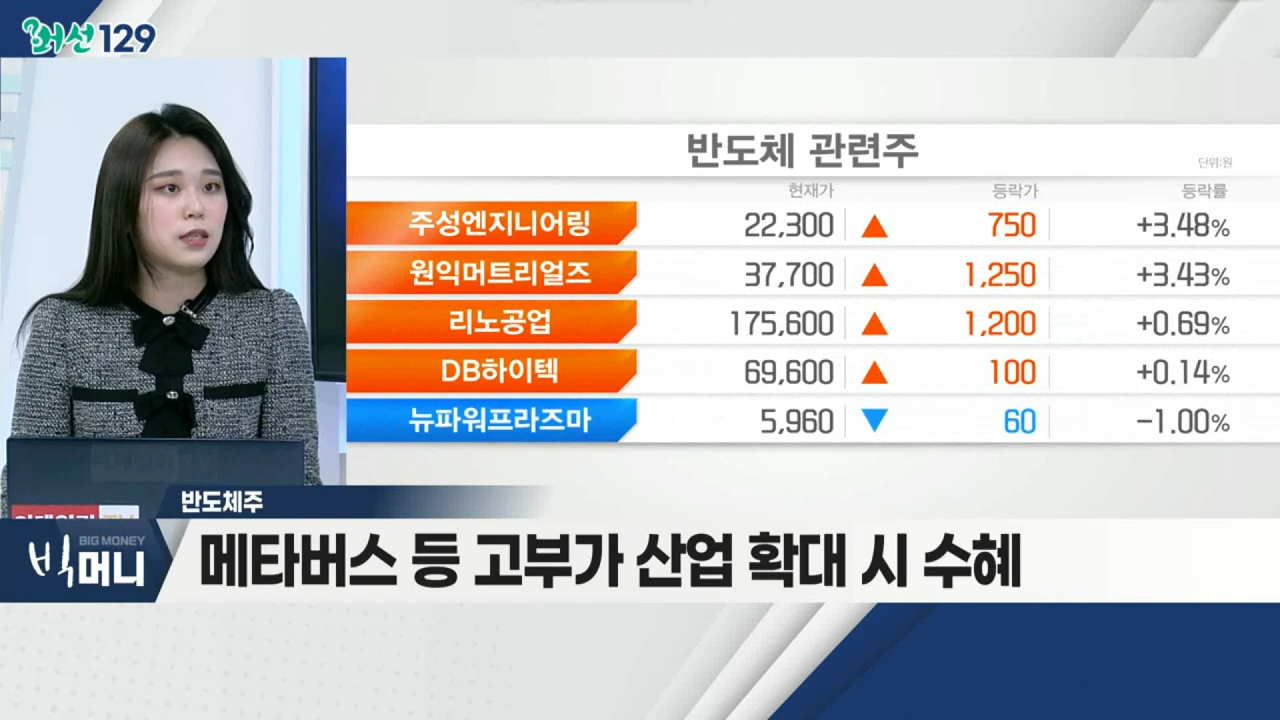 머선129
반도체 관련주
단위:원
현재가 등락가 등락률
주성엔지니어링 22,300 ▲ 750 +3.48%
원익머트리얼즈 37,700 ▲ 1,250 +3.43%
리노공업 175,600 ▲ 1,200 +0.69%
DB하이텍 69,600 ▲ 100 +0.14%
뉴파워프라즈마 5,960 ▼ 60 -1.00%
반도체주
BIG MONEY
빅머니
메타버스 등 고부가 산업 확대 시 수혜